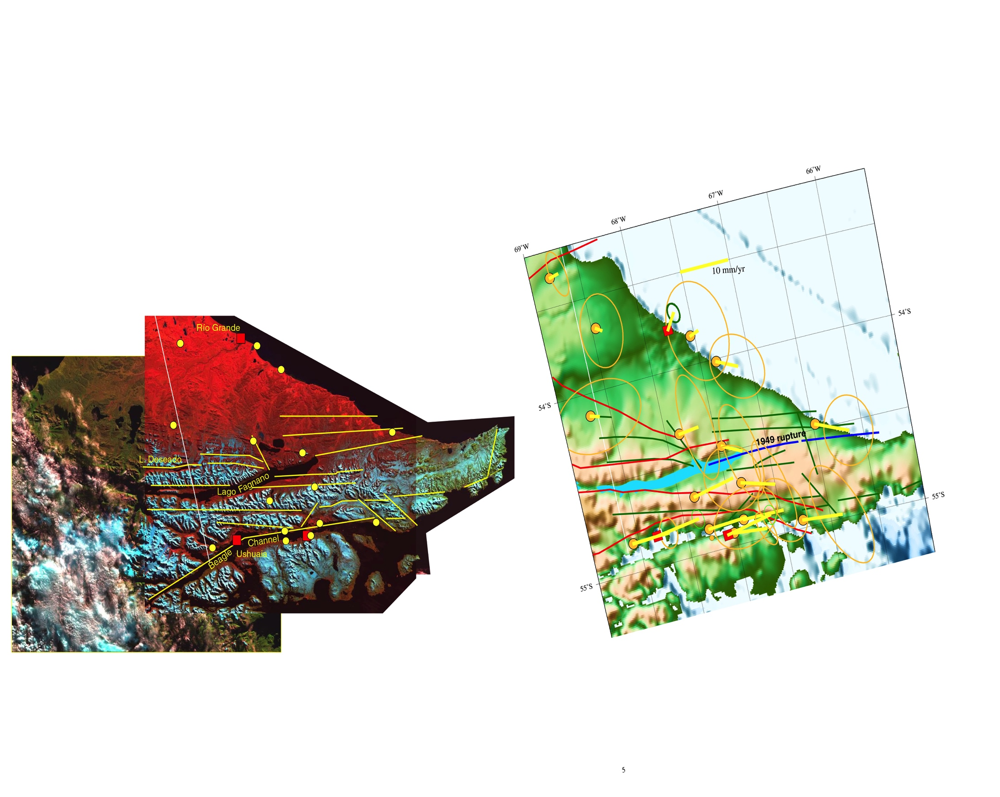 Río Grande
L. Deseado
Lago Fagnano
Beagle Channel
Ushuaia
69°W
68°W
67°W
66°W
10 mm/yr
54°S
54°S
1949 rupture
55°S
55°S
5